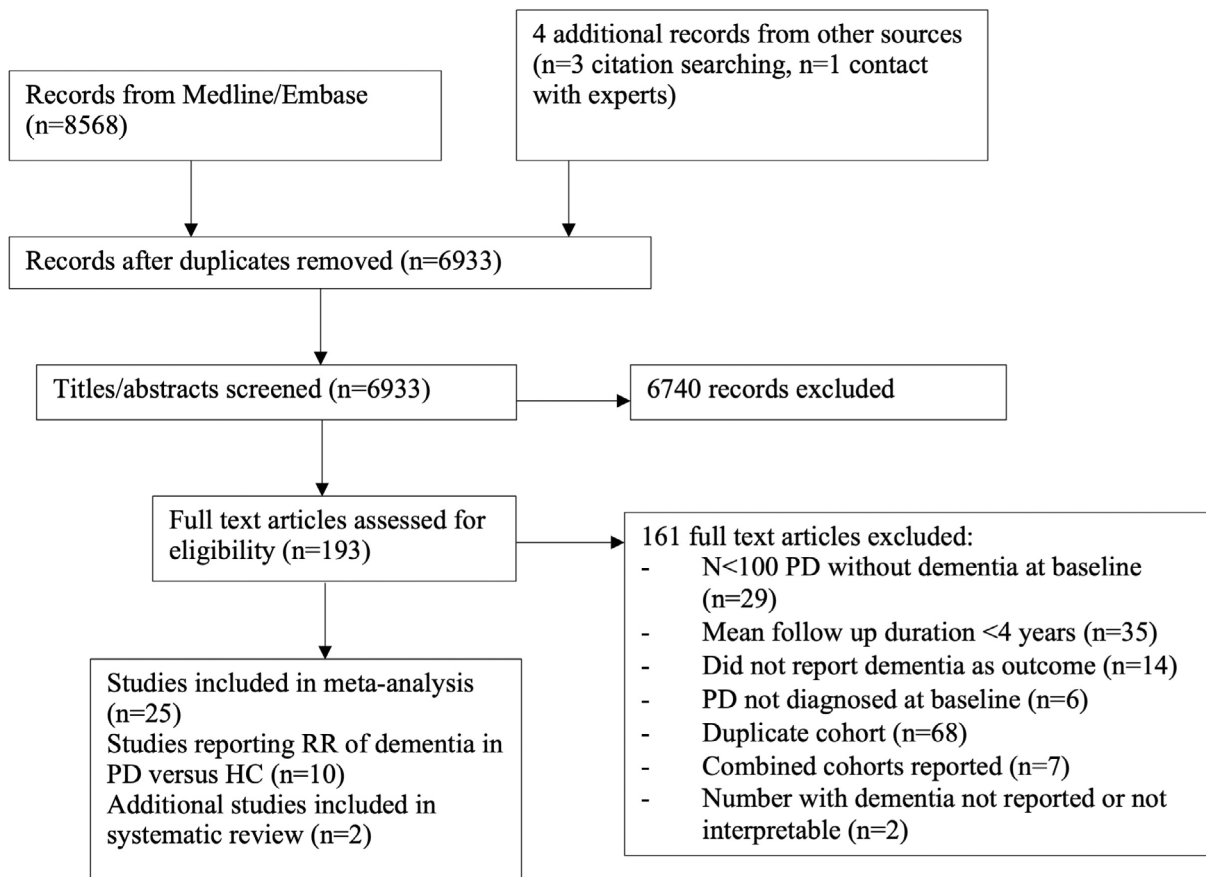 4 additional records from other sources
(n=3 citation searching, n=1 contact
with experts)
Records from Medline/Embase
(n=8568)
Records after duplicates removed (n=6933)
Titles/abstracts screened (n=6933)
6740 records excluded
Full text articles assessed for
eligibility (n=193)
161 full text articles excluded:
- N<100 PD without dementia at baseline
(n=29)
- Mean follow up duration <4 years (n=35)
- Did not report dementia as outcome (n=14)
- PD not diagnosed at baseline (n=6)
- Duplicate cohort (n=68)
- Combined cohorts reported (n=7)
- Number with dementia not reported or not
interpretable (n=2)
Studies included in meta-analysis
(n=25)
Studies reporting RR of dementia in
PD versus HC (n=10)
Additional studies included in
systematic review (n=2)